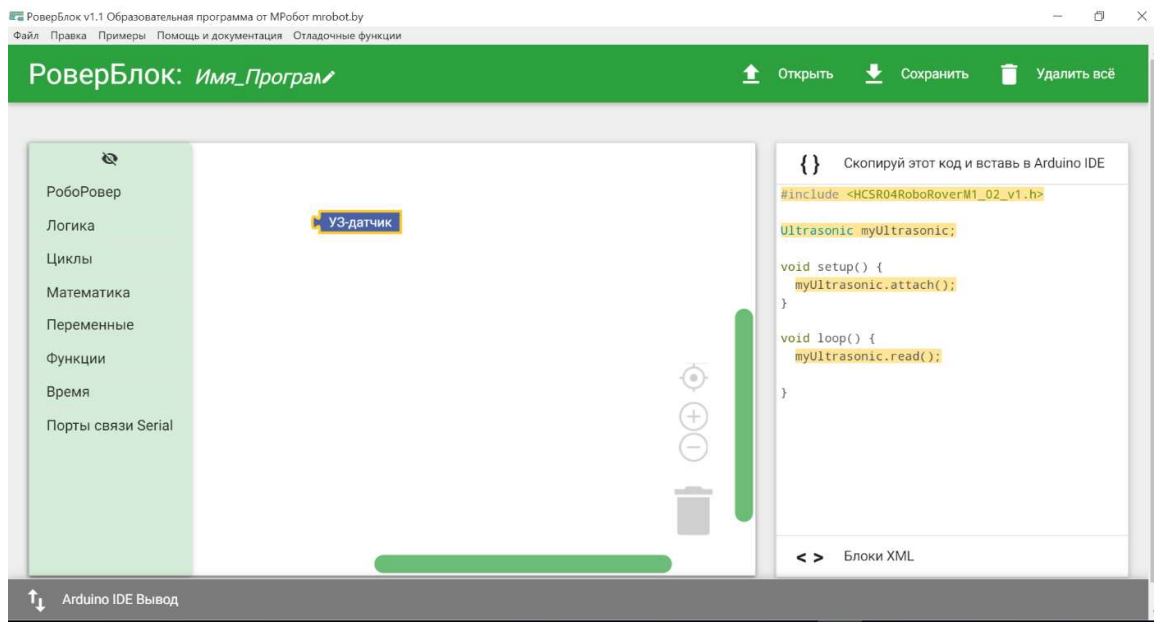 РоверБлок v1.1 Образовательная программа от МРобот mrobot.by
Файл Правка Примеры Помощь и документация Отладочные функции
РоверБлок: Имя_Програм
Открыть Сохранить Удалить всё
РобоРовер
Логика
Циклы
Математика
Переменные
Функции
Время
Порты связи Serial
УЗ-датчик
{ } Скопируй этот код и вставь в Arduino IDE
#include <HCSR04RoboRoverM1_02_v1.h>
Ultrasonic myUltrasonic;
void setup() {
myUltrasonic.attach();
}
void loop() {
myUltrasonic.read();
}
< > Блоки XML
Arduino IDE Вывод